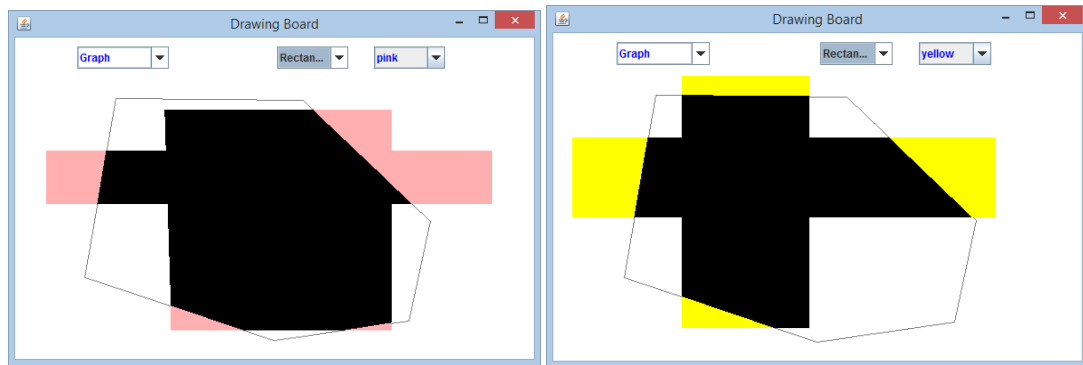 Drawing Board
Graph
Rectan...
pink
Drawing Board
Graph
Rectan...
yellow